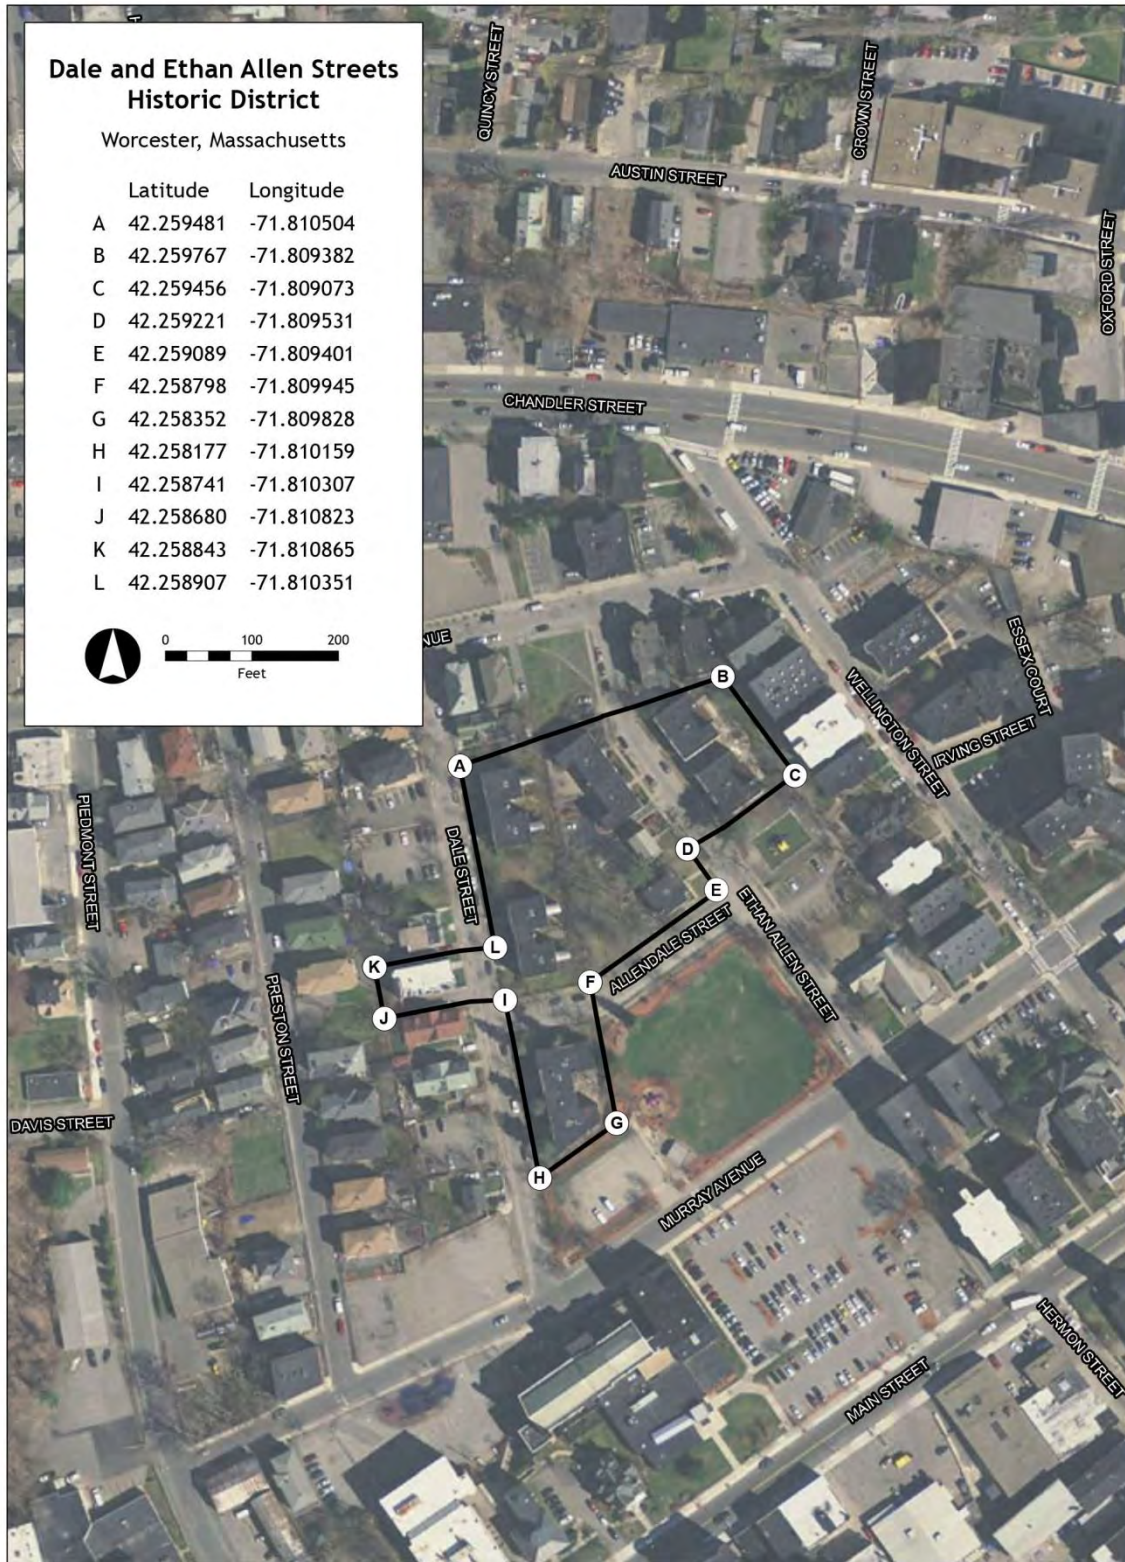 Dale and Ethan Allen Streets
Historic District
Worcester, Massachusetts
Latitude Longitude
A 42.259481 -71.810504
B 42.259767 -71.809382
C 42.259456 -71.809073
D 42.259221 -71.809531
E 42.259089 -71.809401
F 42.258798 -71.809945
G 42.258352 -71.809828
H 42.258177 -71.810159
I 42.258741 -71.810307
J 42.258680 -71.810823
K 42.258843 -71.810865
L 42.258907 -71.810351
0 100 200
Feet
QUINCY STREET
CROWN STREET
AUSTIN STREET
OXFORD STREET
CHANDLER STREET
NUE
ESSEX COURT
WELLINGTON STREET
IRVING STREET
B
A
C
PIEDMONT STREET
DALE STREET
D
E
ETHAN ALLEN STREET
ALLENDALE STREET
L
K
F
I
J
PRESTON STREET
DAVIS STREET
G
H
MURRAY AVENUE
HERMON STREET
MAIN STREET